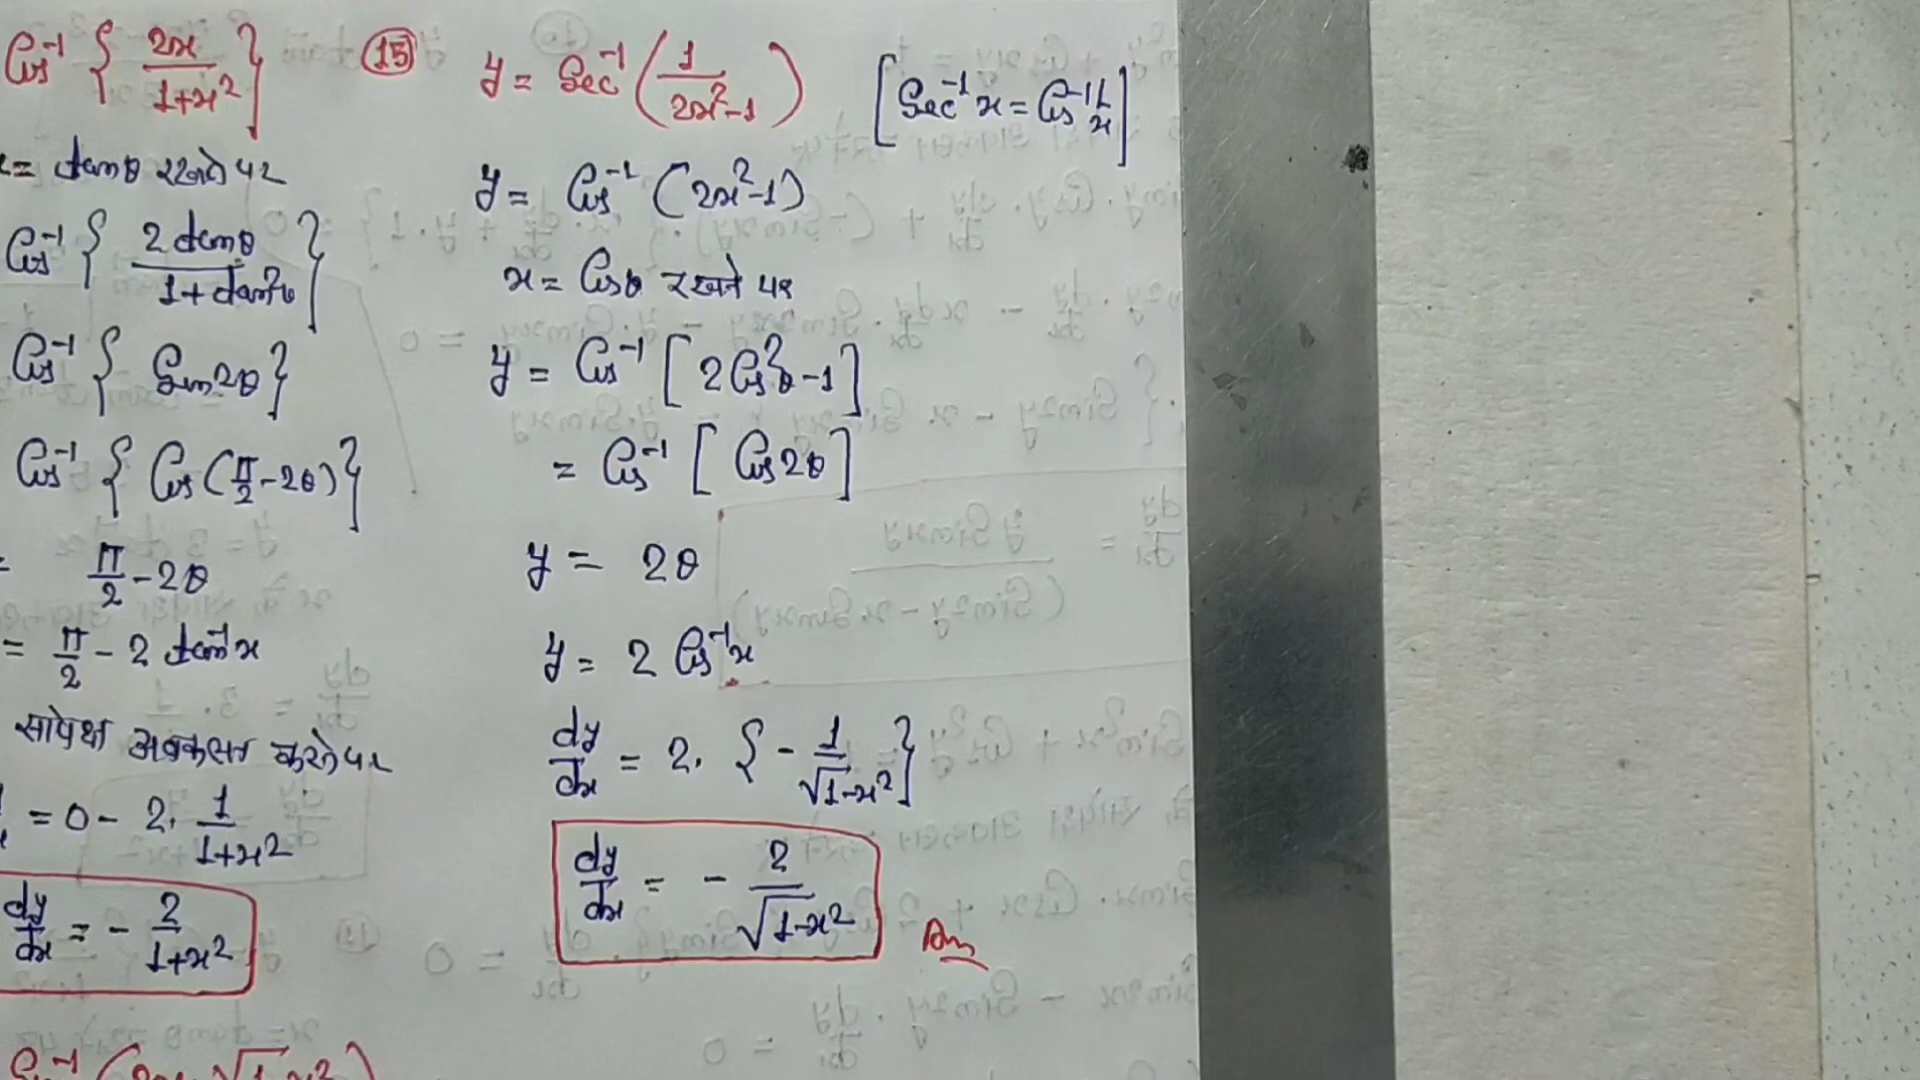 Cos⁻¹ { 2x / 1+x² }
x = tanθ रखने पर
Cos⁻¹ { 2 tanθ / 1 + tan²θ }
Cos⁻¹ { Sin2θ }
Cos⁻¹ { Cos (π/2 - 2θ) }
= π/2 - 2θ
= π/2 - 2 tan⁻¹x
सापेक्ष अवकलन करने पर
= 0 - 2. 1 / 1+x²
dy/dx = - 2 / 1+x²
(15) y = Sec⁻¹ ( 1 / 2x²-1 ) [ Sec⁻¹ x = Cos⁻¹ 1/x ]
y = Cos⁻¹ (2x²-1)
x = Cosθ रखने पर
y = Cos⁻¹ [ 2Cos²θ -1 ]
= Cos⁻¹ [ Cos2θ ]
y = 2θ
y = 2 Cos⁻¹x
dy/dx = 2. { - 1 / √1-x² }
dy/dx = - 2 / √1-x² Ans